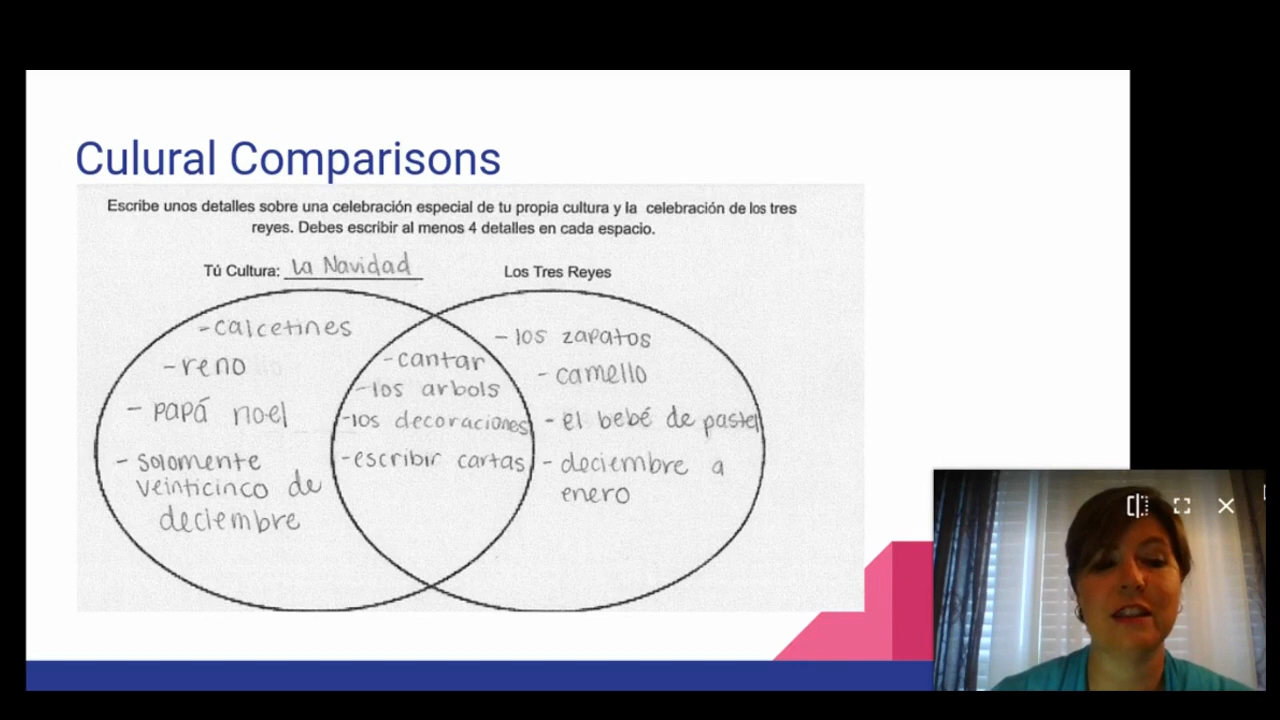 Culural Comparisons
Escribe unos detalles sobre una celebración especial de tu propia cultura y la celebración de los tres
reyes. Debes escribir al menos 4 detalles en cada espacio.
Tú Cultura: La Navidad
Los Tres Reyes
-calcetines
-reno
- papá noel
- solomente
veinticinco de
deciembre
-cantar
-los arbols
-los decoraciones
-escribir cartas
- los zapatos
- camello
- el bebé de pastel
- deciembre a
enero